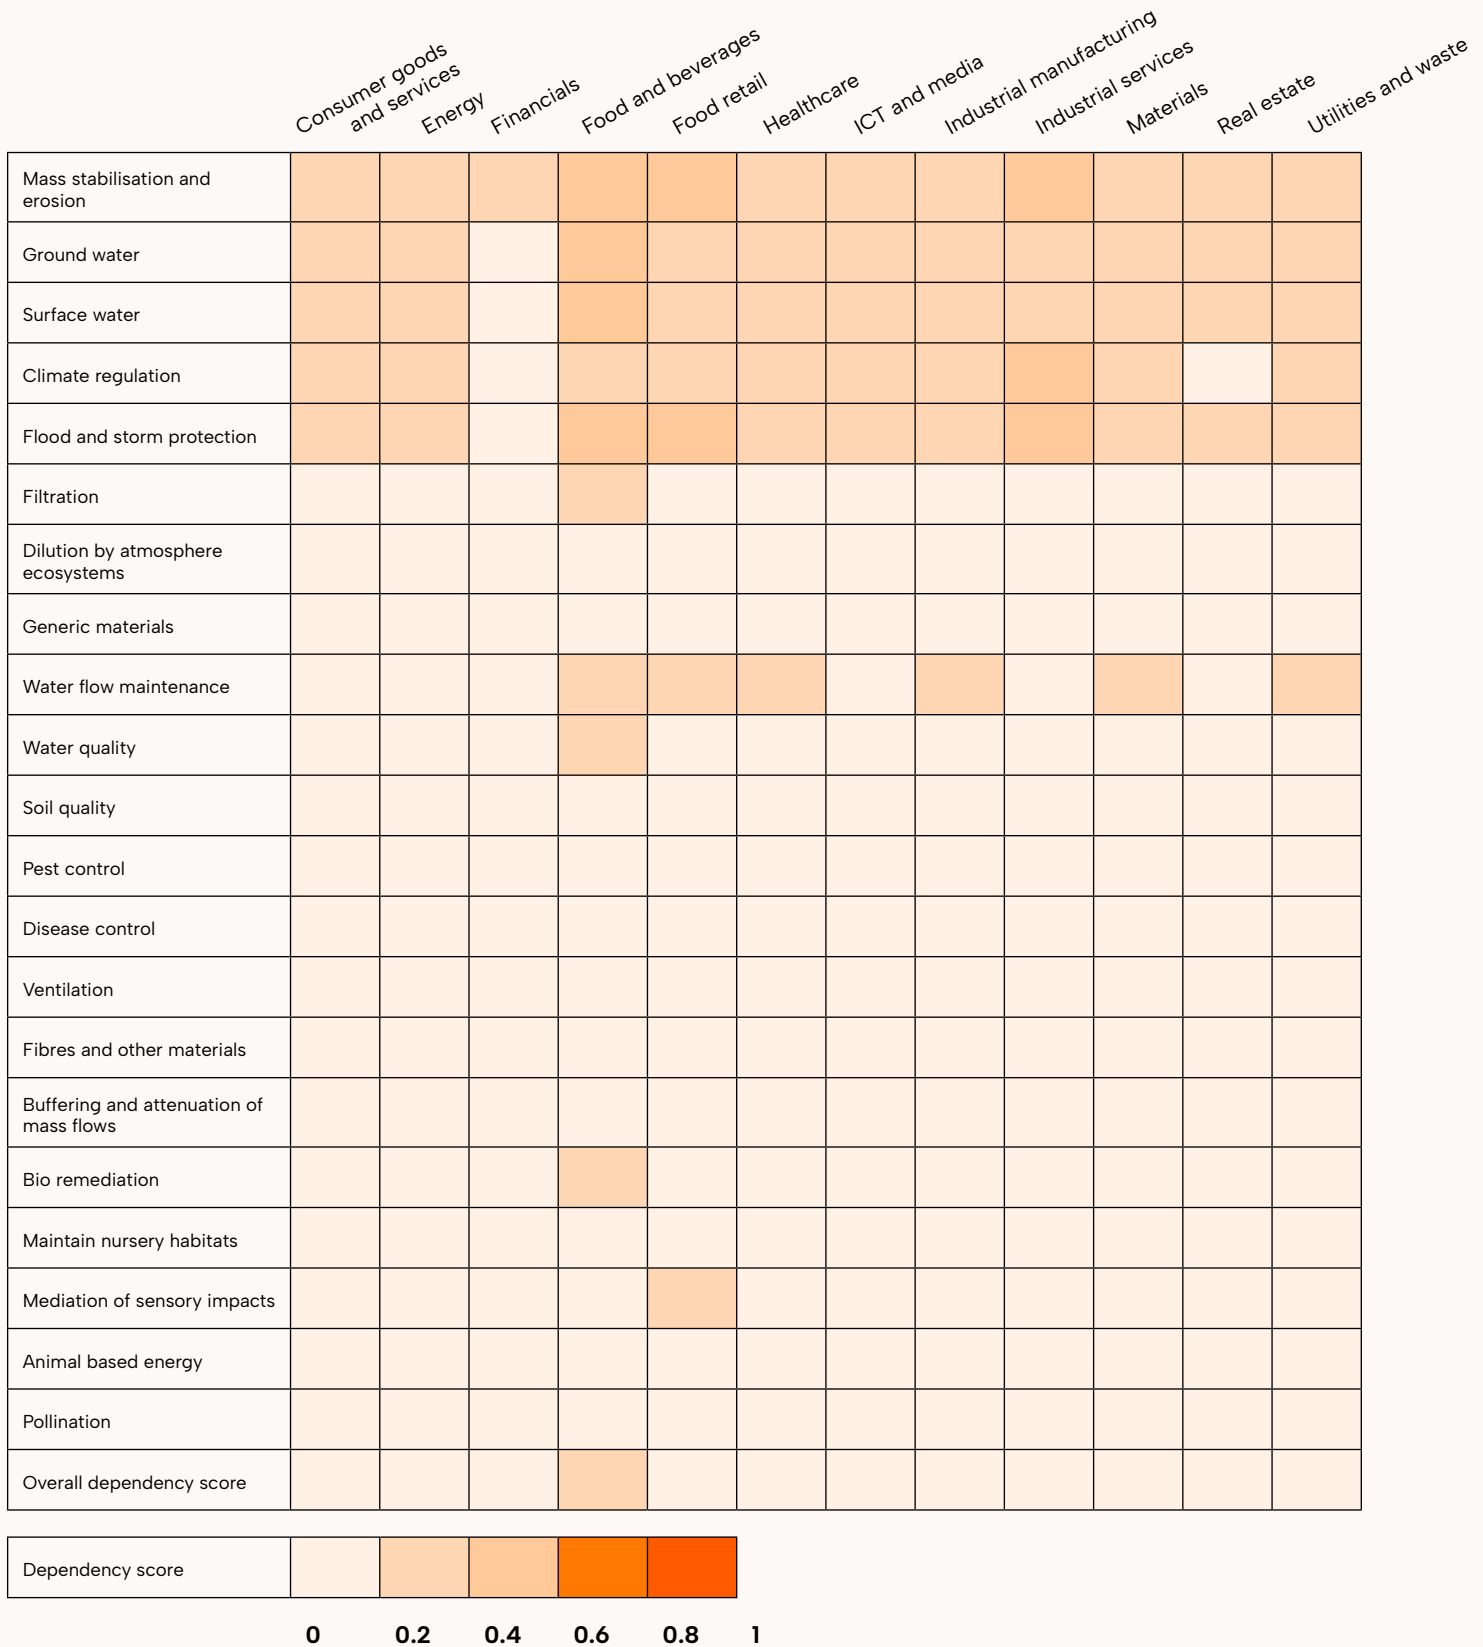 Consumer goods
and services
Energy
Financials
Food and beverages
Food retail
Healthcare
ICT and media
Industrial manufacturing
Industrial services
Materials
Real estate
Utilities and waste
Mass stabilisation and
erosion
Ground water
Surface water
Climate regulation
Flood and storm protection
Filtration
Dilution by atmosphere
ecosystems
Generic materials
Water flow maintenance
Water quality
Soil quality
Pest control
Disease control
Ventilation
Fibres and other materials
Buffering and attenuation of
mass flows
Bio remediation
Maintain nursery habitats
Mediation of sensory impacts
Animal based energy
Pollination
Overall dependency score
Dependency score
0 0.2 0.4 0.6 0.8 1